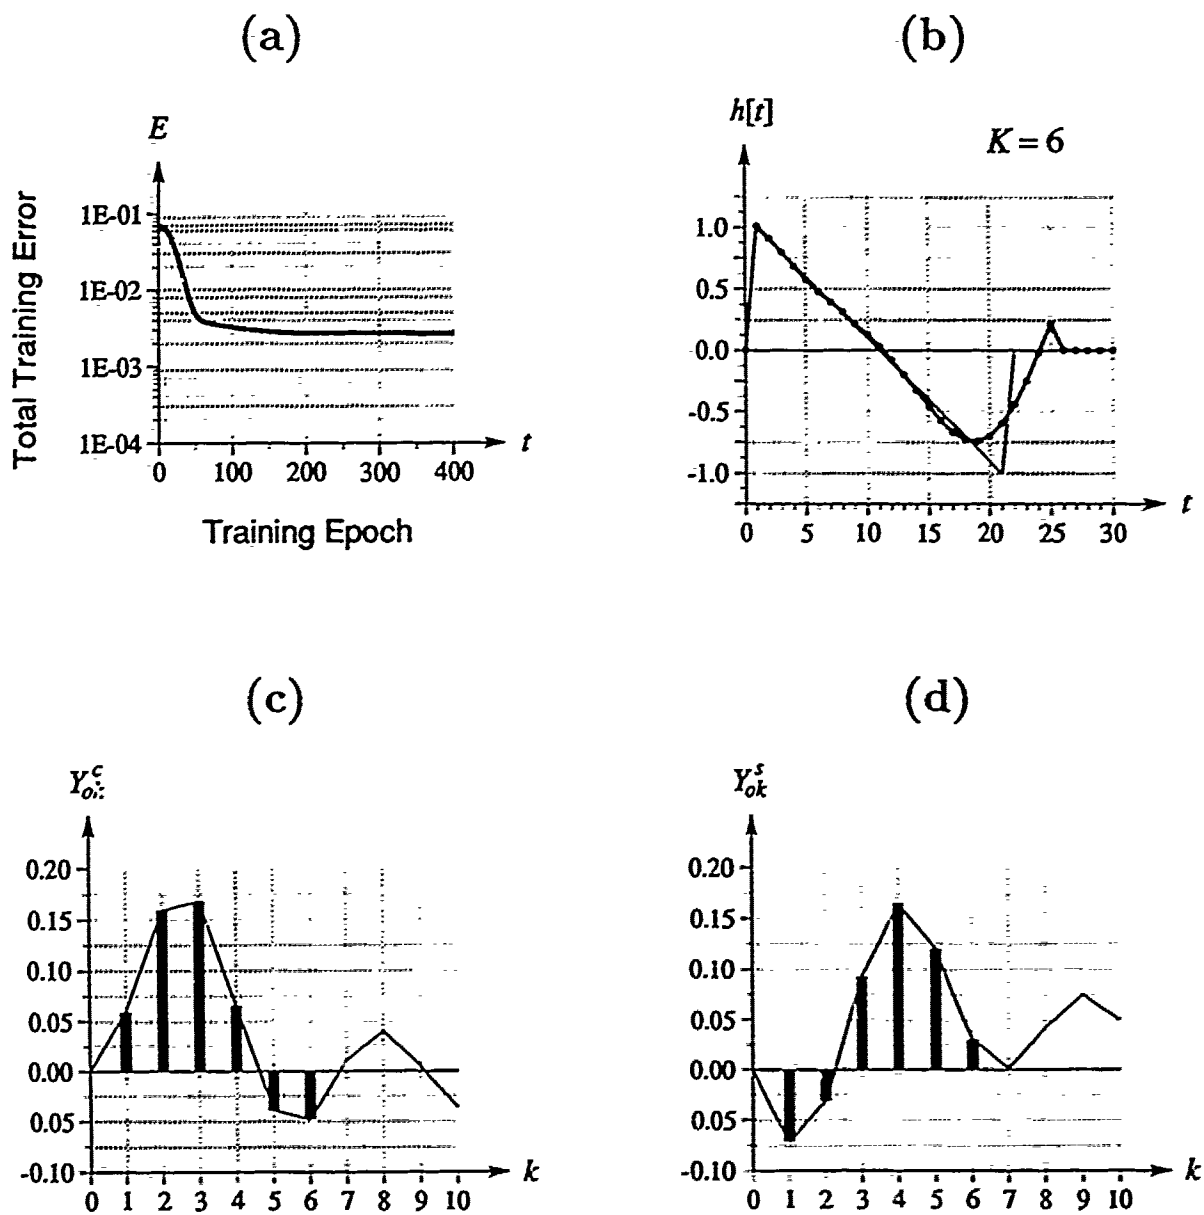 (a)
E
Total Training Error
1E-01
1E-02
1E-03
1E-04
0 100 200 300 400 t
Training Epoch
(b)
h[t]
K = 6
1.0
0.5
0.0
-0.5
-1.0
0 5 10 15 20 25 30 t
(c)
0.20
0.15
0.10
0.05
0.00
0.05
-0.10
0 1 2 3 4 5 6 7 8 9 10 k
(d)
Y^s_ok
0.20
0.15
0.10
0.05
0.00
0.05
-0.10
0 1 2 3 4 5 6 7 8 9 10 k